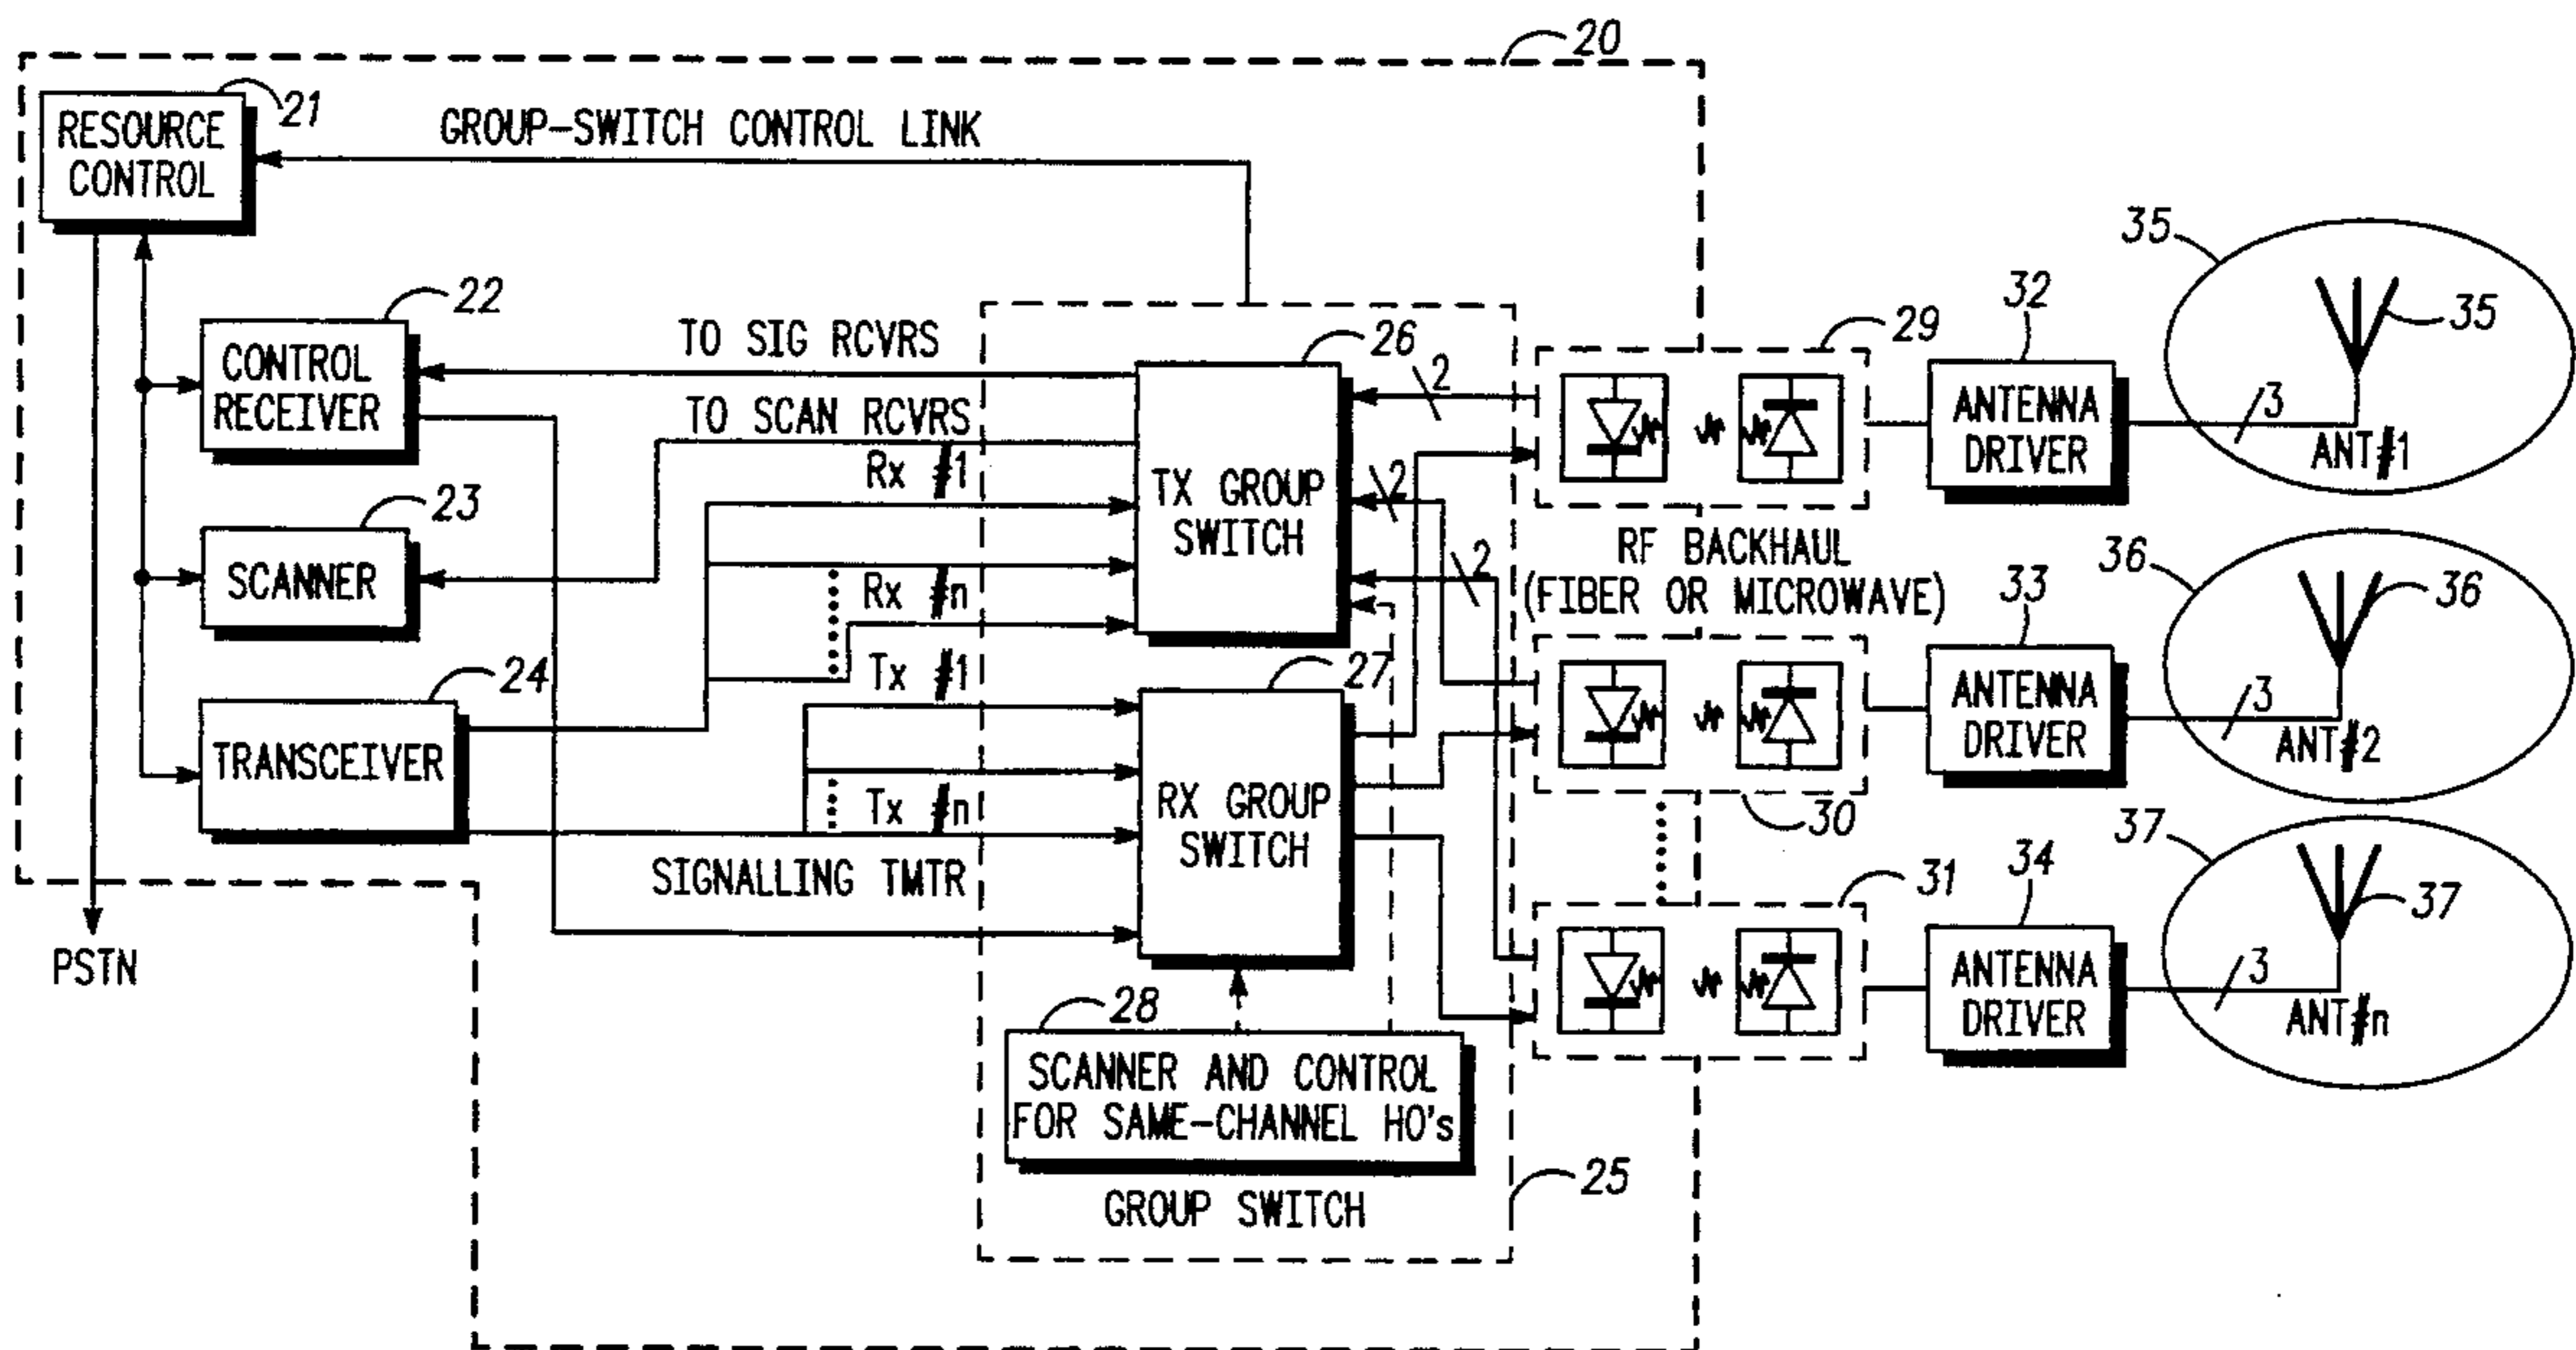 20
RESOURCE
CONTROL
21
GROUP-SWITCH CONTROL LINK
22
CONTROL
RECEIVER
TO SIG RCVRS
26
TO SCAN RCVRS
Rx #1
23
SCANNER
Rx #n
TX GROUP
SWITCH
2
2
2
24
TRANSCEIVER
Tx #1
Tx #n
27
RX GROUP
SWITCH
SIGNALLING TMTR
PSTN
28
SCANNER AND CONTROL
FOR SAME-CHANNEL HO's
GROUP SWITCH
25
29
RF BACKHAUL
(FIBER OR MICROWAVE)
30
31
32
ANTENNA
DRIVER
33
ANTENNA
DRIVER
34
ANTENNA
DRIVER
35
35
3
ANT#1
36
36
3
ANT#2
37
37
3
ANT#n